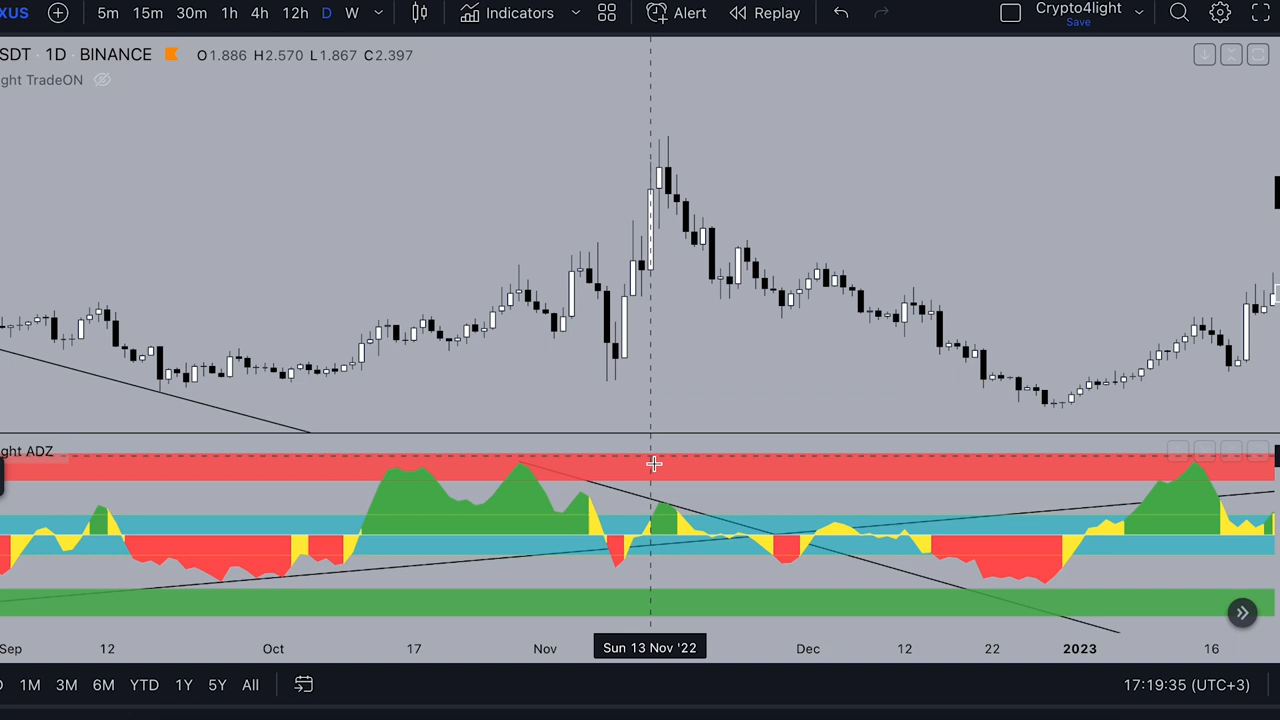 XUS 5m 15m 30m 1h 4h 12h D W Indicators Alert Replay Crypto4light
Save
SDT · 1D · BINANCE O1.886 H2.570 L1.867 C2.397
ght TradeON
ght ADZ
Sep 12 Oct 17 Nov Sun 13 Nov '22 Dec 12 22 2023 16
D 1M 3M 6M YTD 1Y 5Y All 17:19:35 (UTC+3)